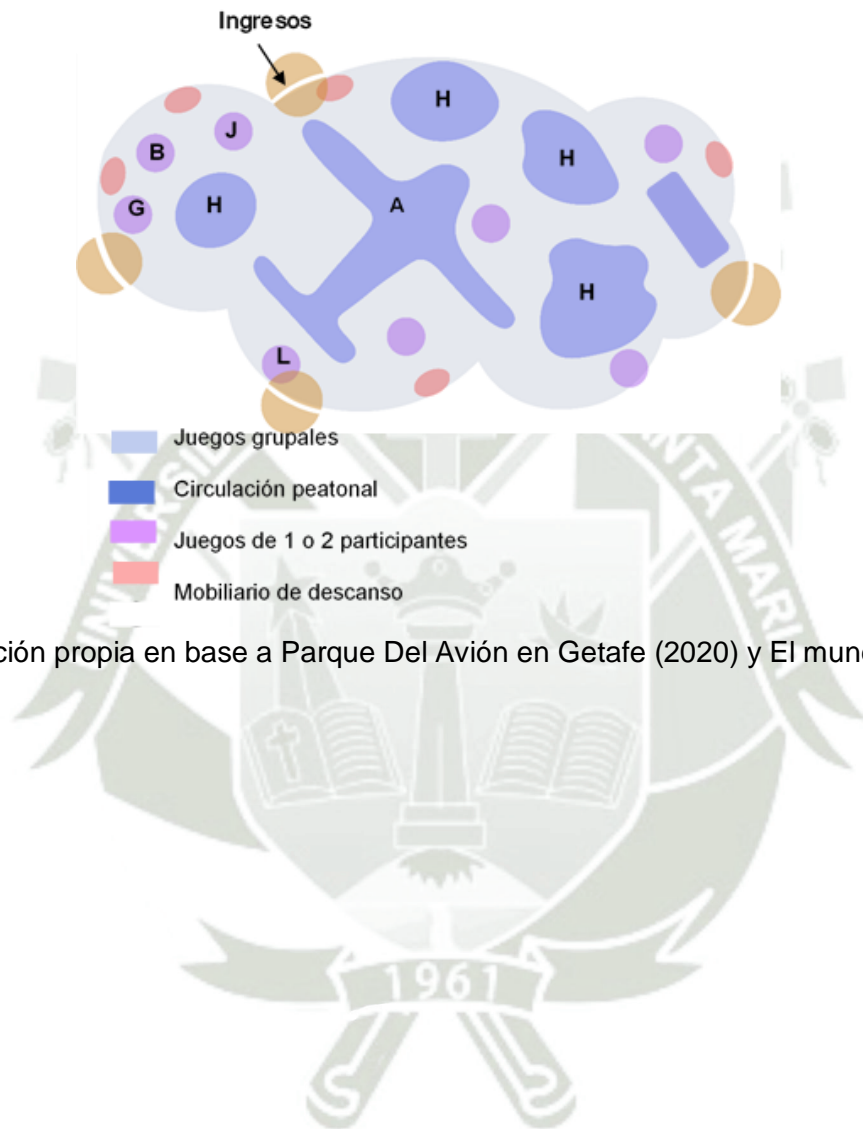 Ingresos
H
J
B
H
H
G
A
H
L
Juegos grupales
Circulación peatonal
Juegos de 1 o 2 participantes
Mobiliario de descanso
ción propia en base a Parque Del Avión en Getafe (2020) y El mund
1961